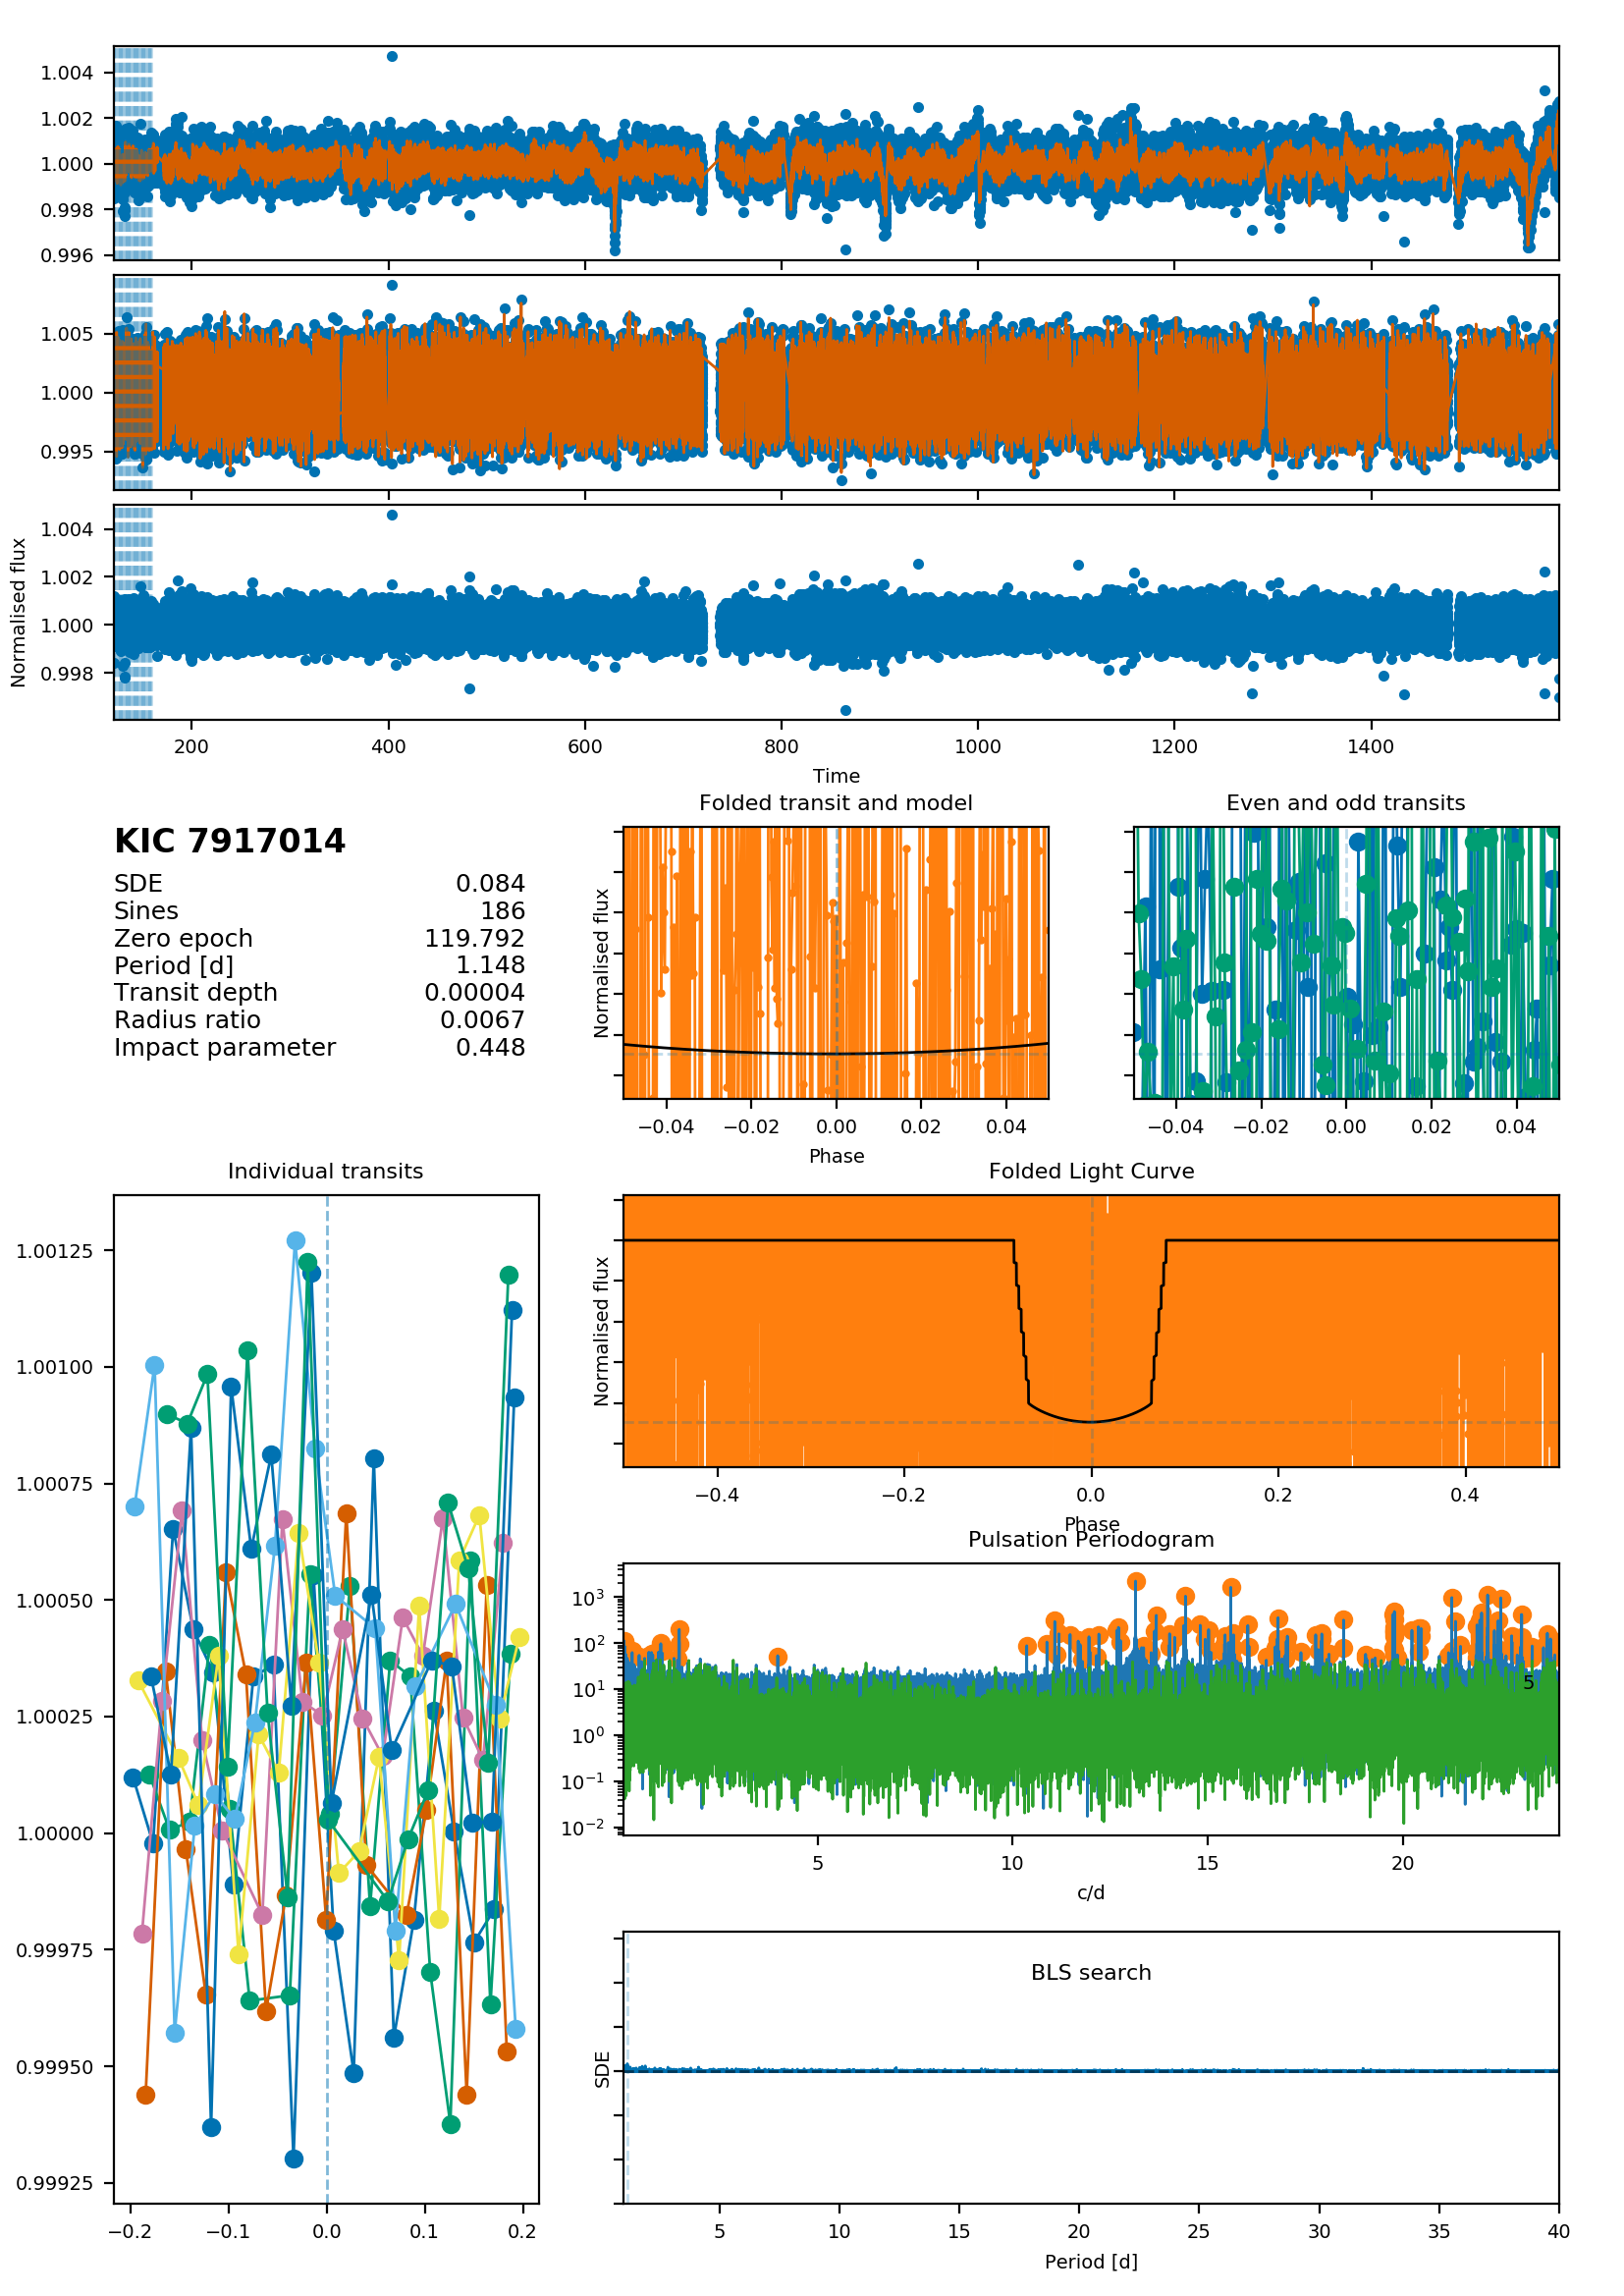 1.004
1.002
1.000
0.998
0.996
1.005
1.000
0.995
1.004
1.002
1.000
0.998
Normalised flux
200 400 600 800 1000 1200 1400
Time
KIC 7917014
SDE 0.084
Sines 186
Zero epoch 119.792
Period [d] 1.148
Transit depth 0.00004
Radius ratio 0.0067
Impact parameter 0.448
Folded transit and model
Normalised flux
−0.04 −0.02 0.00 0.02 0.04
Phase
Even and odd transits
−0.04 −0.02 0.00 0.02 0.04
Individual transits
1.00125
1.00100
1.00075
1.00050
1.00025
1.00000
0.99975
0.99950
0.99925
−0.2 −0.1 0.0 0.1 0.2
Folded Light Curve
Normalised flux
−0.4 −0.2 0.0 0.2 0.4
Phase
Pulsation Periodogram
10³
10²
10¹
10⁰
10⁻¹
10⁻²
5
5 10 15 20
c/d
BLS search
SDE
5 10 15 20 25 30 35 40
Period [d]